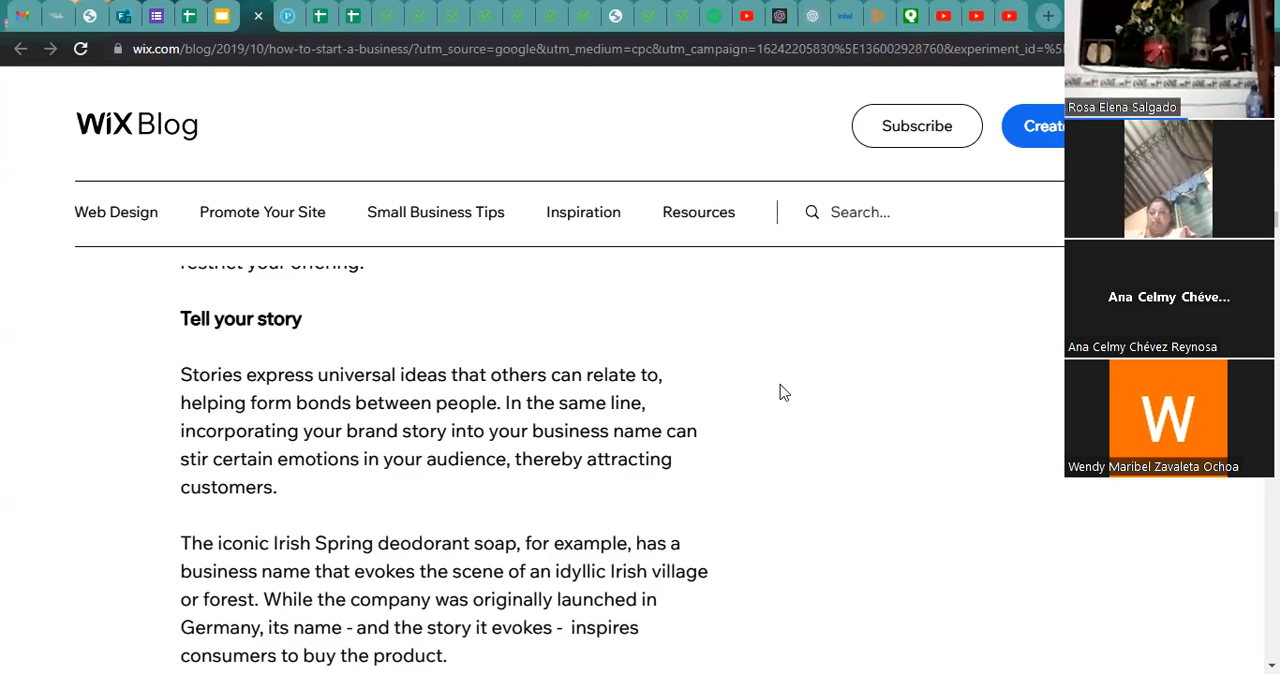 wix.com/blog/2019/10/how-to-start-a-business/?utm_source=google&utm_medium=cpc&utm_campaign=16242205830%5E136002928760&experiment_id=%5
WiX Blog
Subscribe
Create
Web Design
Promote Your Site
Small Business Tips
Inspiration
Resources
Search...
restrict your offering.
Tell your story
Stories express universal ideas that others can relate to,
helping form bonds between people. In the same line,
incorporating your brand story into your business name can
stir certain emotions in your audience, thereby attracting
customers.
The iconic Irish Spring deodorant soap, for example, has a
business name that evokes the scene of an idyllic Irish village
or forest. While the company was originally launched in
Germany, its name - and the story it evokes - inspires
consumers to buy the product.
Rosa Elena Salgado
Ana Celmy Chéve...
Ana Celmy Chévez Reynosa
W
Wendy Maribel Zavaleta Ochoa